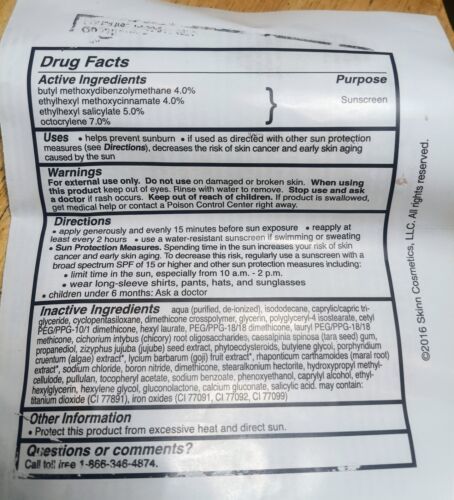 Drug Facts
Active Ingredients Purpose
butyl methoxydibenzolymethane 4.0%
ethylhexyl methoxycinnamate 4.0% Sunscreen
ethylhexyl salicylate 5.0%
octocrylene 7.0%
Uses • helps prevent sunburn • if used as directed with other sun protection
measures (see Directions), decreases the risk of skin cancer and early skin aging
caused by the sun
Warnings
For external use only. Do not use on damaged or broken skin. When using
this product keep out of eyes. Rinse with water to remove. Stop use and ask
a doctor if rash occurs. Keep out of reach of children. If product is swallowed,
get medical help or contact a Poison Control Center right away.
Directions
• apply generously and evenly 15 minutes before sun exposure • reapply at
least every 2 hours • use a water-resistant sunscreen if swimming or sweating
• Sun Protection Measures. Spending time in the sun increases your risk of skin
cancer and early skin aging. To decrease this risk, regularly use a sunscreen with a
broad spectrum SPF of 15 or higher and other sun protection measures including:
• limit time in the sun, especially from 10 a.m. - 2 p.m.
• wear long-sleeve shirts, pants, hats, and sunglasses
• children under 6 months: Ask a doctor
Inactive Ingredients aqua (purified, de-ionized), isododecane, caprylic/capric tri-
glyceride, cyclopentasiloxane, dimethicone crosspolymer, glycerin, polyglyceryl-4 isostearate, cetyl
PEG/PPG-10/1 dimethicone, hexyl laurate, PEG/PPG-18/18 dimethicone, lauryl PEG/PPG-18/18
methicone, cichorium intybus (chicory) root oligosaccharides, caesalpinia spinosa (tara seed) gum,
propanediol, zizyphus jujuba (jujube) seed extract, phytoecdysteroids, butylene glycol, porphyridium
cruentum (algae) extract*, lycium barbarum (goji) fruit extract*, rhaponticum carthamoides (maral root)
extract*, sodium chloride, boron nitride, dimethicone, stearalkonium hectorite, hydroxypropyl methyl-
cellulode, pullulan, tocopheryl acetate, sodium benzoate, phenoxyethanol, caprylyl alcohol, ethyl-
hexylglycerin, hexylene glycol, gluconolactone, calcium gluconate, salicylic acid. may contain:
titanium dioxide (CI 77891), iron oxides (CI 77091, CI 77092, CI 77099)
Other Information
• Protect this product from excessive heat and direct sun.
Questions or comments?
Call toll free 1-866-346-4874.
©2016 Skinn Cosmetics, LLC. All rights reserved.